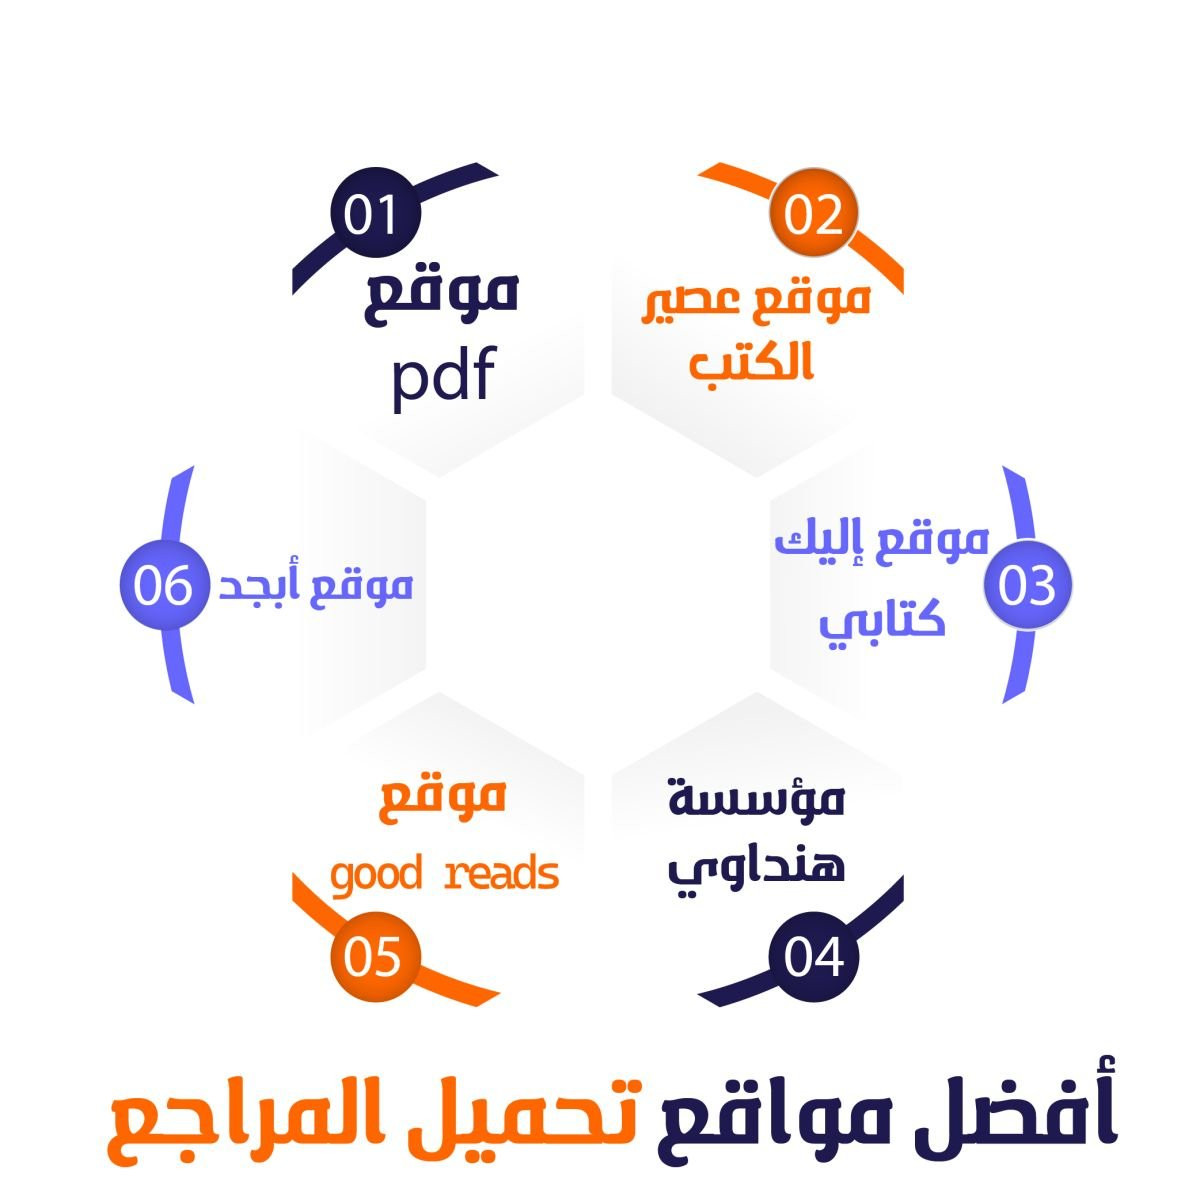 01
موقع
pdf
02
موقع عصير
الكتب
03
موقع إليك
كتابي
04
مؤسسة
هنداوي
05
موقع
good reads
06
موقع أبجد
أفضل مواقع تحميل المراجع